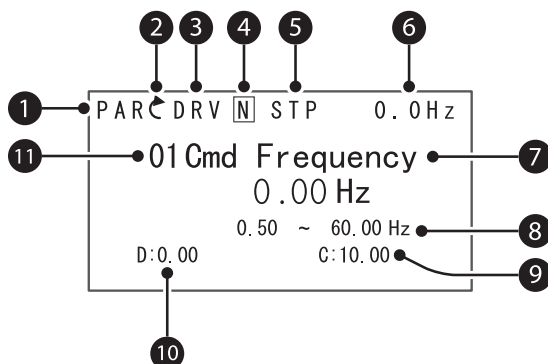 2 3 4 5 6
1 PAR DRV N STP 0.0Hz
11 01 Cmd Frequency 7
0.00 Hz
0.50 ~ 60.00 Hz 8
D:0.00 C:10.00 9
10